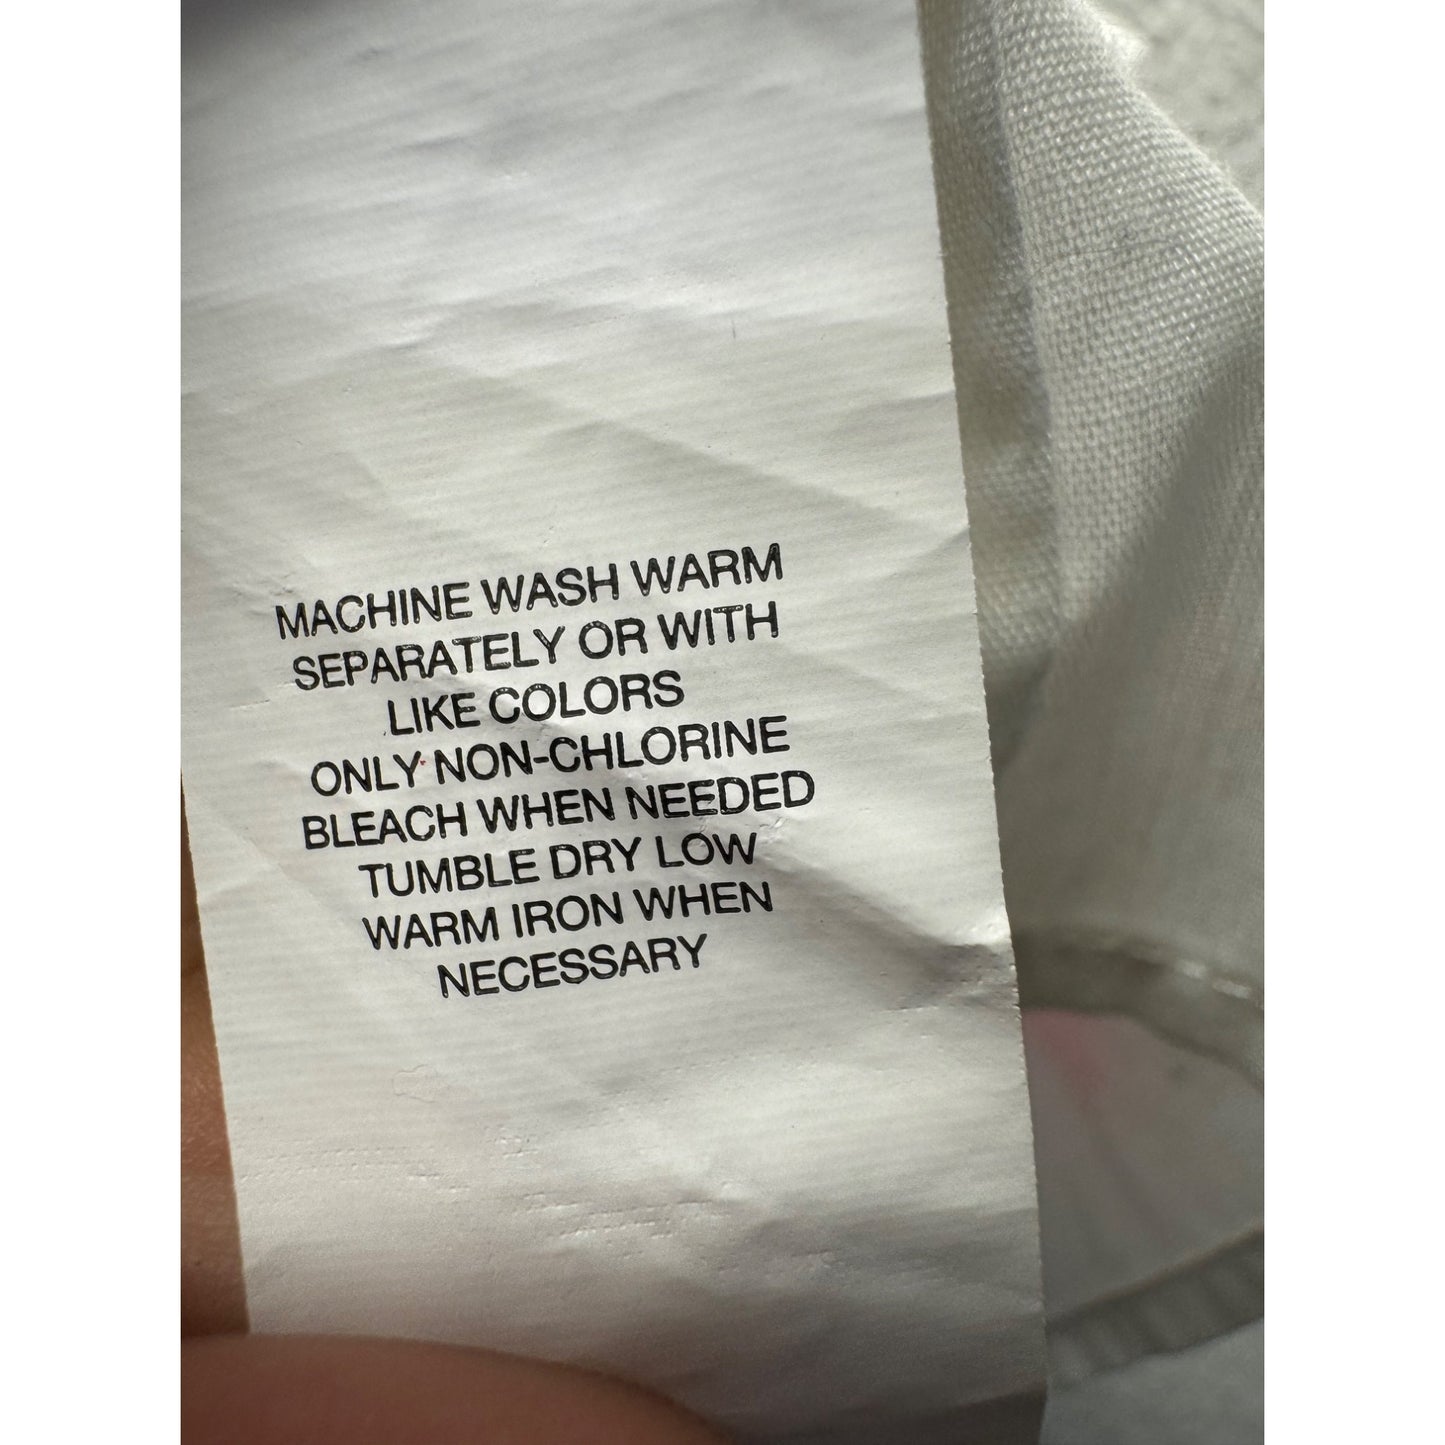 MACHINE WASH WARM
SEPARATELY OR WITH
LIKE COLORS
ONLY NON-CHLORINE
BLEACH WHEN NEEDED
TUMBLE DRY LOW
WARM IRON WHEN
NECESSARY